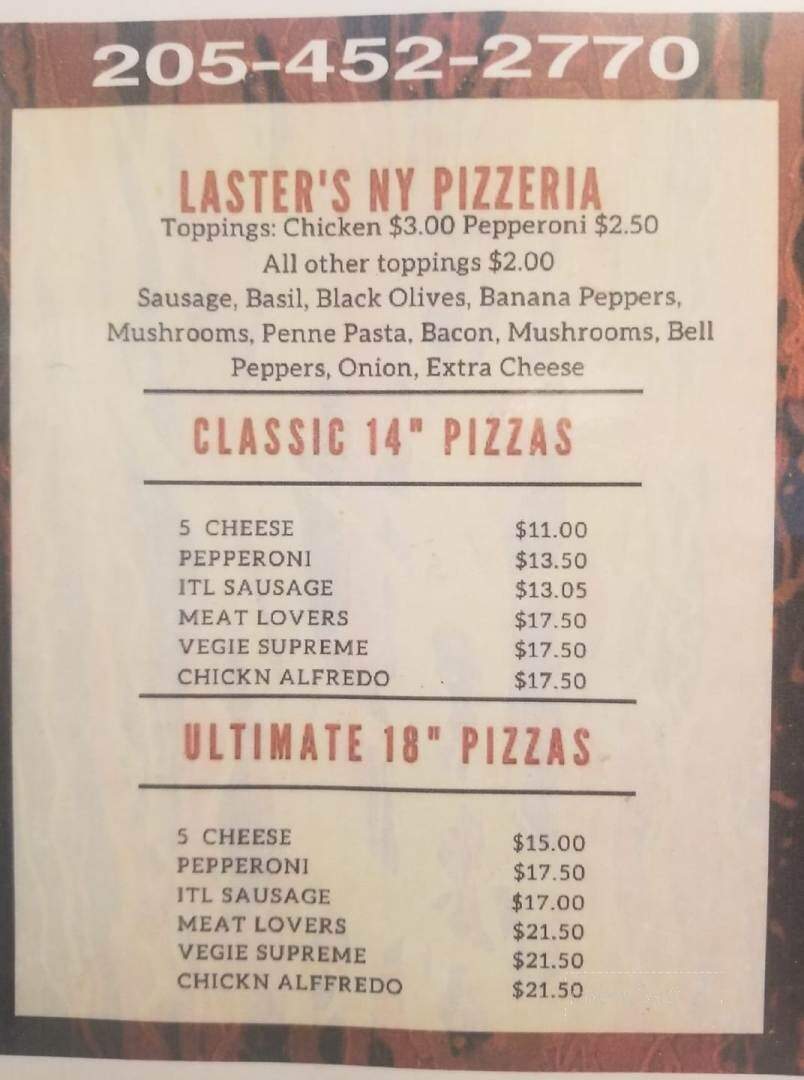 205-452-2770
LASTER'S NY PIZZERIA
Toppings: Chicken $3.00 Pepperoni $2.50
All other toppings $2.00
Sausage, Basil, Black Olives, Banana Peppers,
Mushrooms, Penne Pasta, Bacon, Mushrooms, Bell
Peppers, Onion, Extra Cheese
CLASSIC 14" PIZZAS
5 CHEESE $11.00
PEPPERONI $13.50
ITL SAUSAGE $13.05
MEAT LOVERS $17.50
VEGIE SUPREME $17.50
CHICKN ALFREDO $17.50
ULTIMATE 18" PIZZAS
5 CHEESE $15.00
PEPPERONI $17.50
ITL SAUSAGE $17.00
MEAT LOVERS $21.50
VEGIE SUPREME $21.50
CHICKN ALFFREDO $21.50